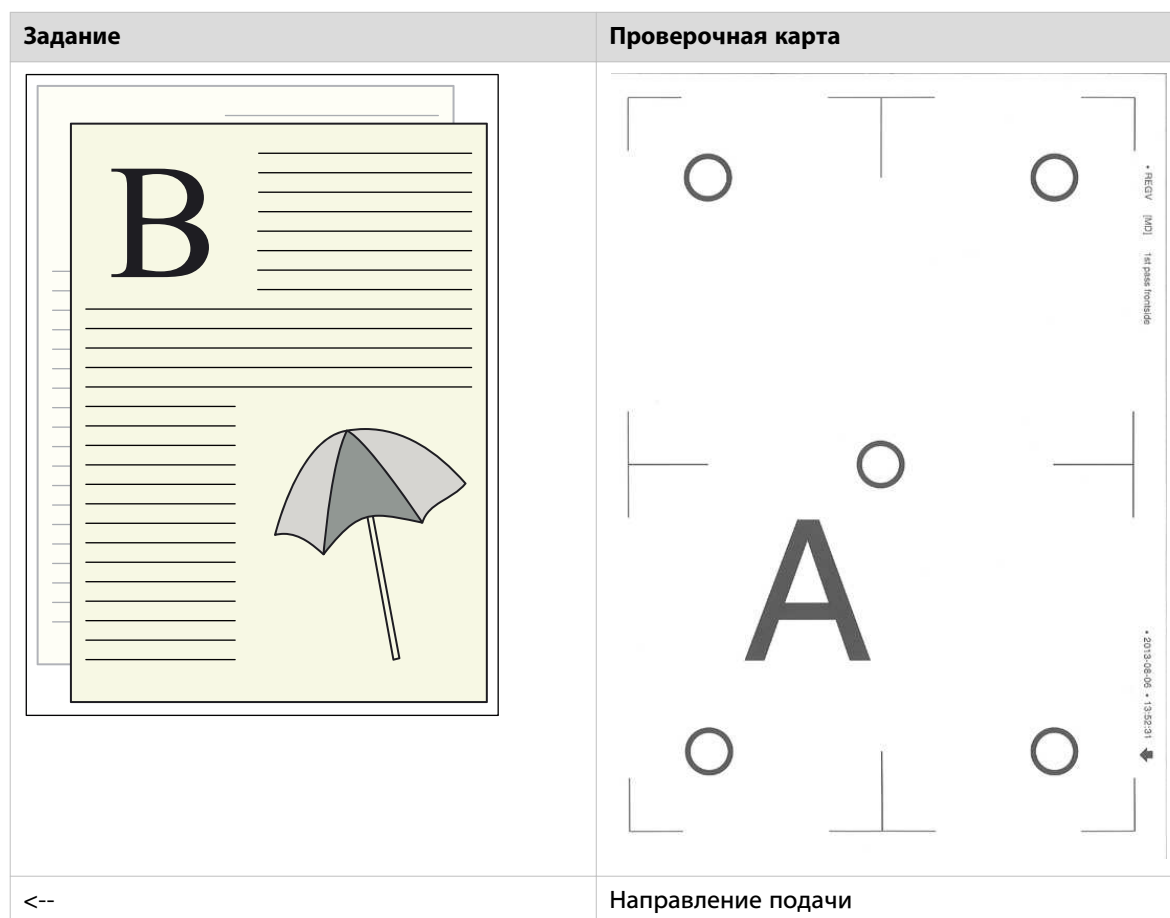 Задание
Проверочная карта
B
• REGV [MD] 1st pass frontside
A
• 2013-08-06 • 13:52:31
<--
Направление подачи